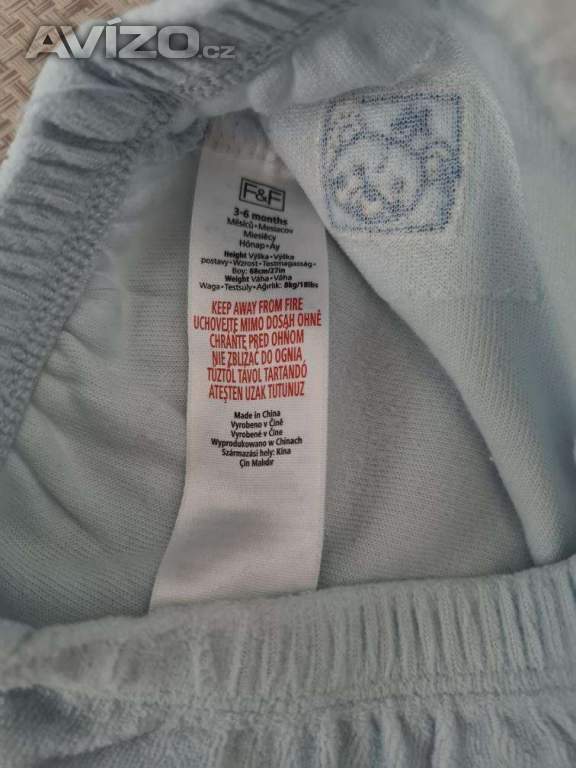 AVÍZO.cz
F&F
3-6 months
Měsíců•Mesiacov
Miesięcy
Hónap•Ay
Height Výška•Výška
postavy•Wzrost•Testmagasság•
Boy: 68cm/27in
Weight Váha•Váha
Waga•Testsúly•Ağırlık: 8kg/18lbs
KEEP AWAY FROM FIRE
UCHOVEJTE MIMO DOSAH OHNĚ
CHRÁŇTE PRED OHŇOM
NIE ZBLIŻAĆ DO OGNIA
TŰZTŐL TÁVOL TARTANDÓ
ATEŞTEN UZAK TUTUNUZ
Made in China
Vyrobeno v Číně
Vyrobené v Číne
Wyprodukowano w Chinach
Származási hely: Kína
Çin Malıdır